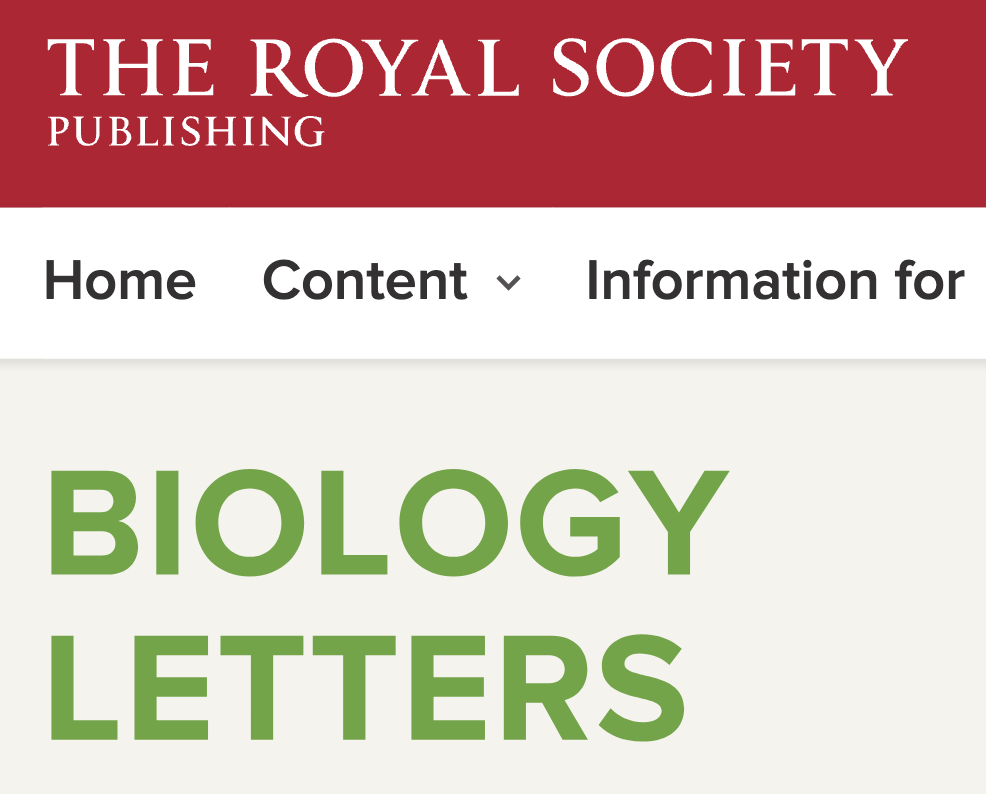 THE ROYAL SOCIETY
PUBLISHING
Home Content Information for
BIOLOGY
LETTERS